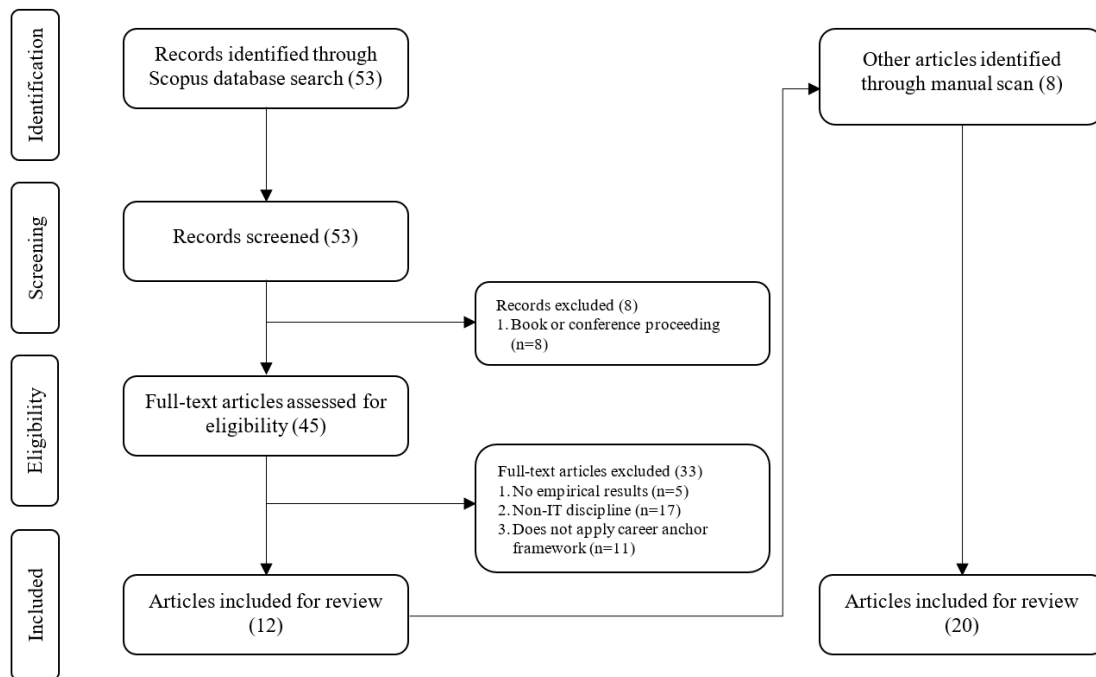 Identification
Records identified through
Scopus database search (53)
Other articles identified
through manual scan (8)
Screening
Records screened (53)
Records excluded (8)
1. Book or conference proceeding
(n=8)
Eligibility
Full-text articles assessed for
eligibility (45)
Full-text articles excluded (33)
1. No empirical results (n=5)
2. Non-IT discipline (n=17)
3. Does not apply career anchor
framework (n=11)
Included
Articles included for review
(12)
Articles included for review
(20)